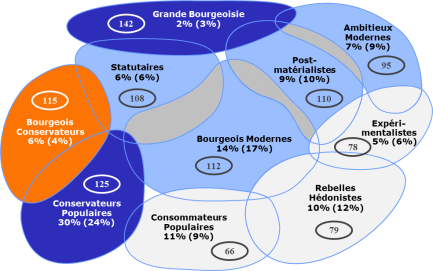 Grande Bourgeoisie
142
2% (3%)
Ambitieux
Modernes
7% (9%)
95
Statutaires
6% (6%)
108
Post-
matérialistes
9% (10%)
110
115
Bourgeois
Conservateurs
6% (4%)
Expéri-
mentalistes
5% (6%)
78
Bourgeois Modernes
14% (17%)
112
125
Conservateurs
Populaires
30% (24%)
Rebelles
Hédonistes
10% (12%)
79
Consommateurs
Populaires
11% (9%)
66